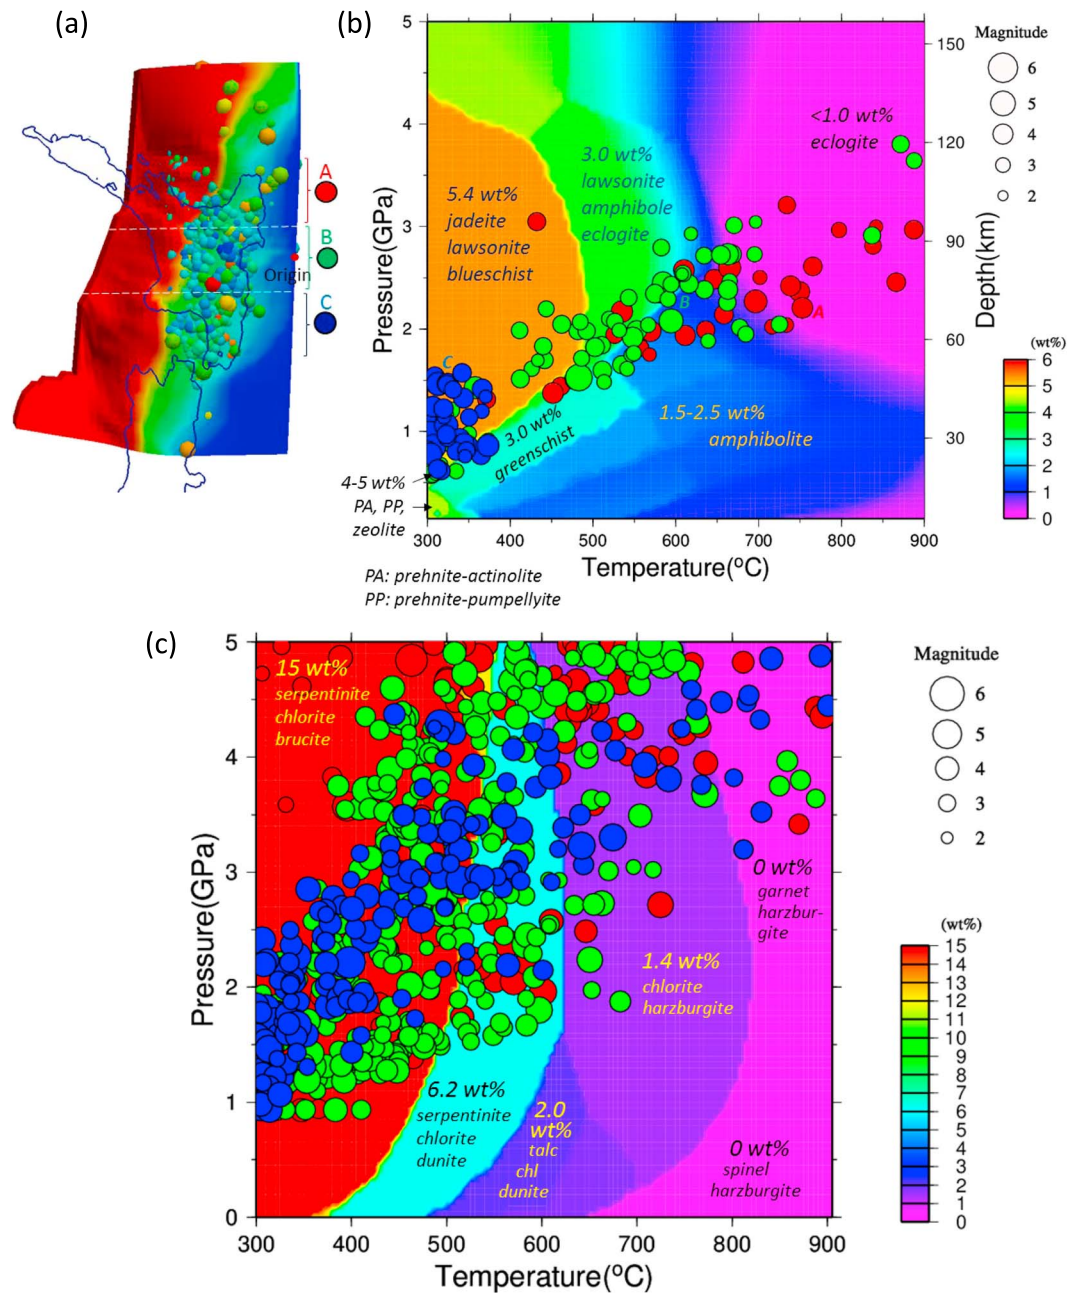 (a)
A
B
Origin
C
(b)
5
4
3
2
1
Pressure(GPa)
300
400
500
600
700
800
900
Temperature(oC)
150
120
90
60
30
Depth(km)
5.4 wt%
jadeite
lawsonite
blueschist
3.0 wt%
lawsonite
amphibole
eclogite
<1.0 wt%
eclogite
B
A
C
3.0 wt%
greenschist
1.5-2.5 wt%
amphibolite
4-5 wt%
PA, PP,
zeolite
PA: prehnite-actinolite
PP: prehnite-pumpellyite
Magnitude
6
5
4
3
2
(wt%)
6
5
4
3
2
1
0
(c)
5
4
3
2
1
0
Pressure(GPa)
300
400
500
600
700
800
900
Temperature(oC)
15 wt%
serpentinite
chlorite
brucite
6.2 wt%
serpentinite
chlorite
dunite
2.0
wt%
talc
chl
dunite
1.4 wt%
chlorite
harzburgite
0 wt%
garnet
harzbur-
gite
0 wt%
spinel
harzburgite
Magnitude
6
5
4
3
2
(wt%)
15
14
13
12
11
10
9
8
7
6
5
4
3
2
1
0